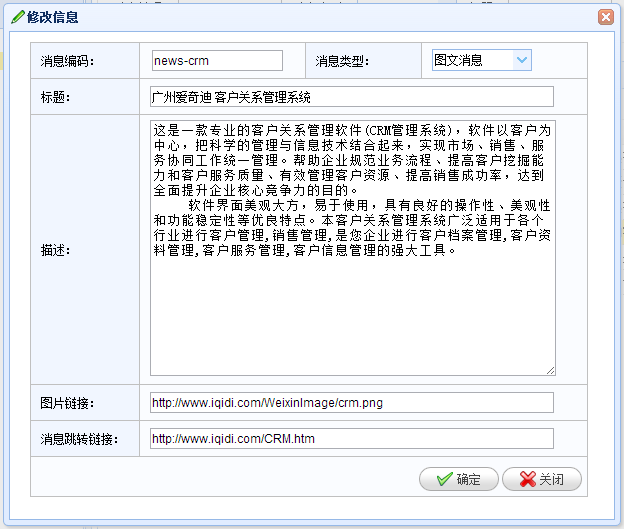 修改信息
消息编码： news-crm 消息类型： 图文消息
标题： 广州爱奇迪 客户关系管理系统
描述：
这是一款专业的客户关系管理软件(CRM管理系统)，软件以客户为
中心，把科学的管理与信息技术结合起来，实现市场、销售、服
务协同工作统一管理。帮助企业规范业务流程、提高客户挖掘能
力和客户服务质量、有效管理客户资源、提高销售成功率，达到
全面提升企业核心竞争力的目的。
软件界面美观大方，易于使用，具有良好的操作性、美观性
和功能稳定性等优良特点。本客户关系管理系统广泛适用于各个
行业进行客户管理,销售管理,是您企业进行客户档案管理,客户资
料管理,客户服务管理,客户信息管理的强大工具。
图片链接： http://www.iqidi.com/WeixinImage/crm.png
消息跳转链接： http://www.iqidi.com/CRM.htm
确定 关闭